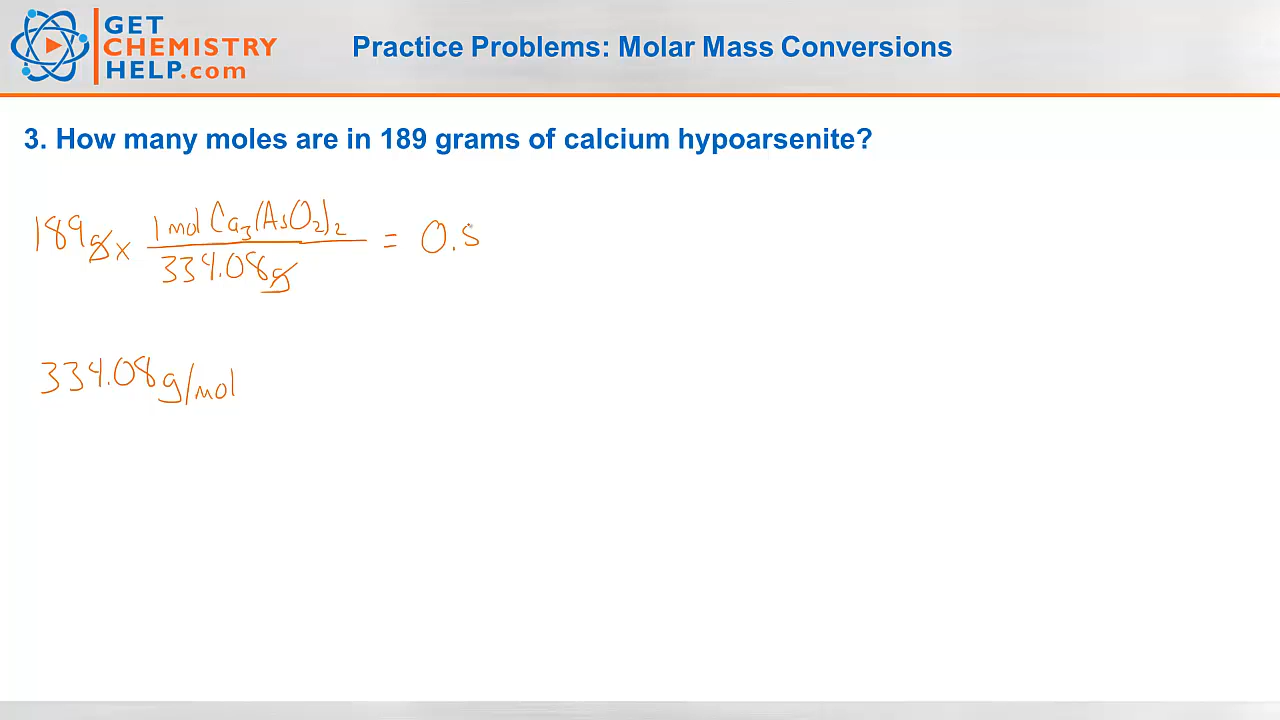 GET
CHEMISTRY
HELP.com
Practice Problems: Molar Mass Conversions
3. How many moles are in 189 grams of calcium hypoarsenite?
189g x 1 mol Ca₃(AsO₂)₂ / 334.08g = 0.5
334.08 g/mol